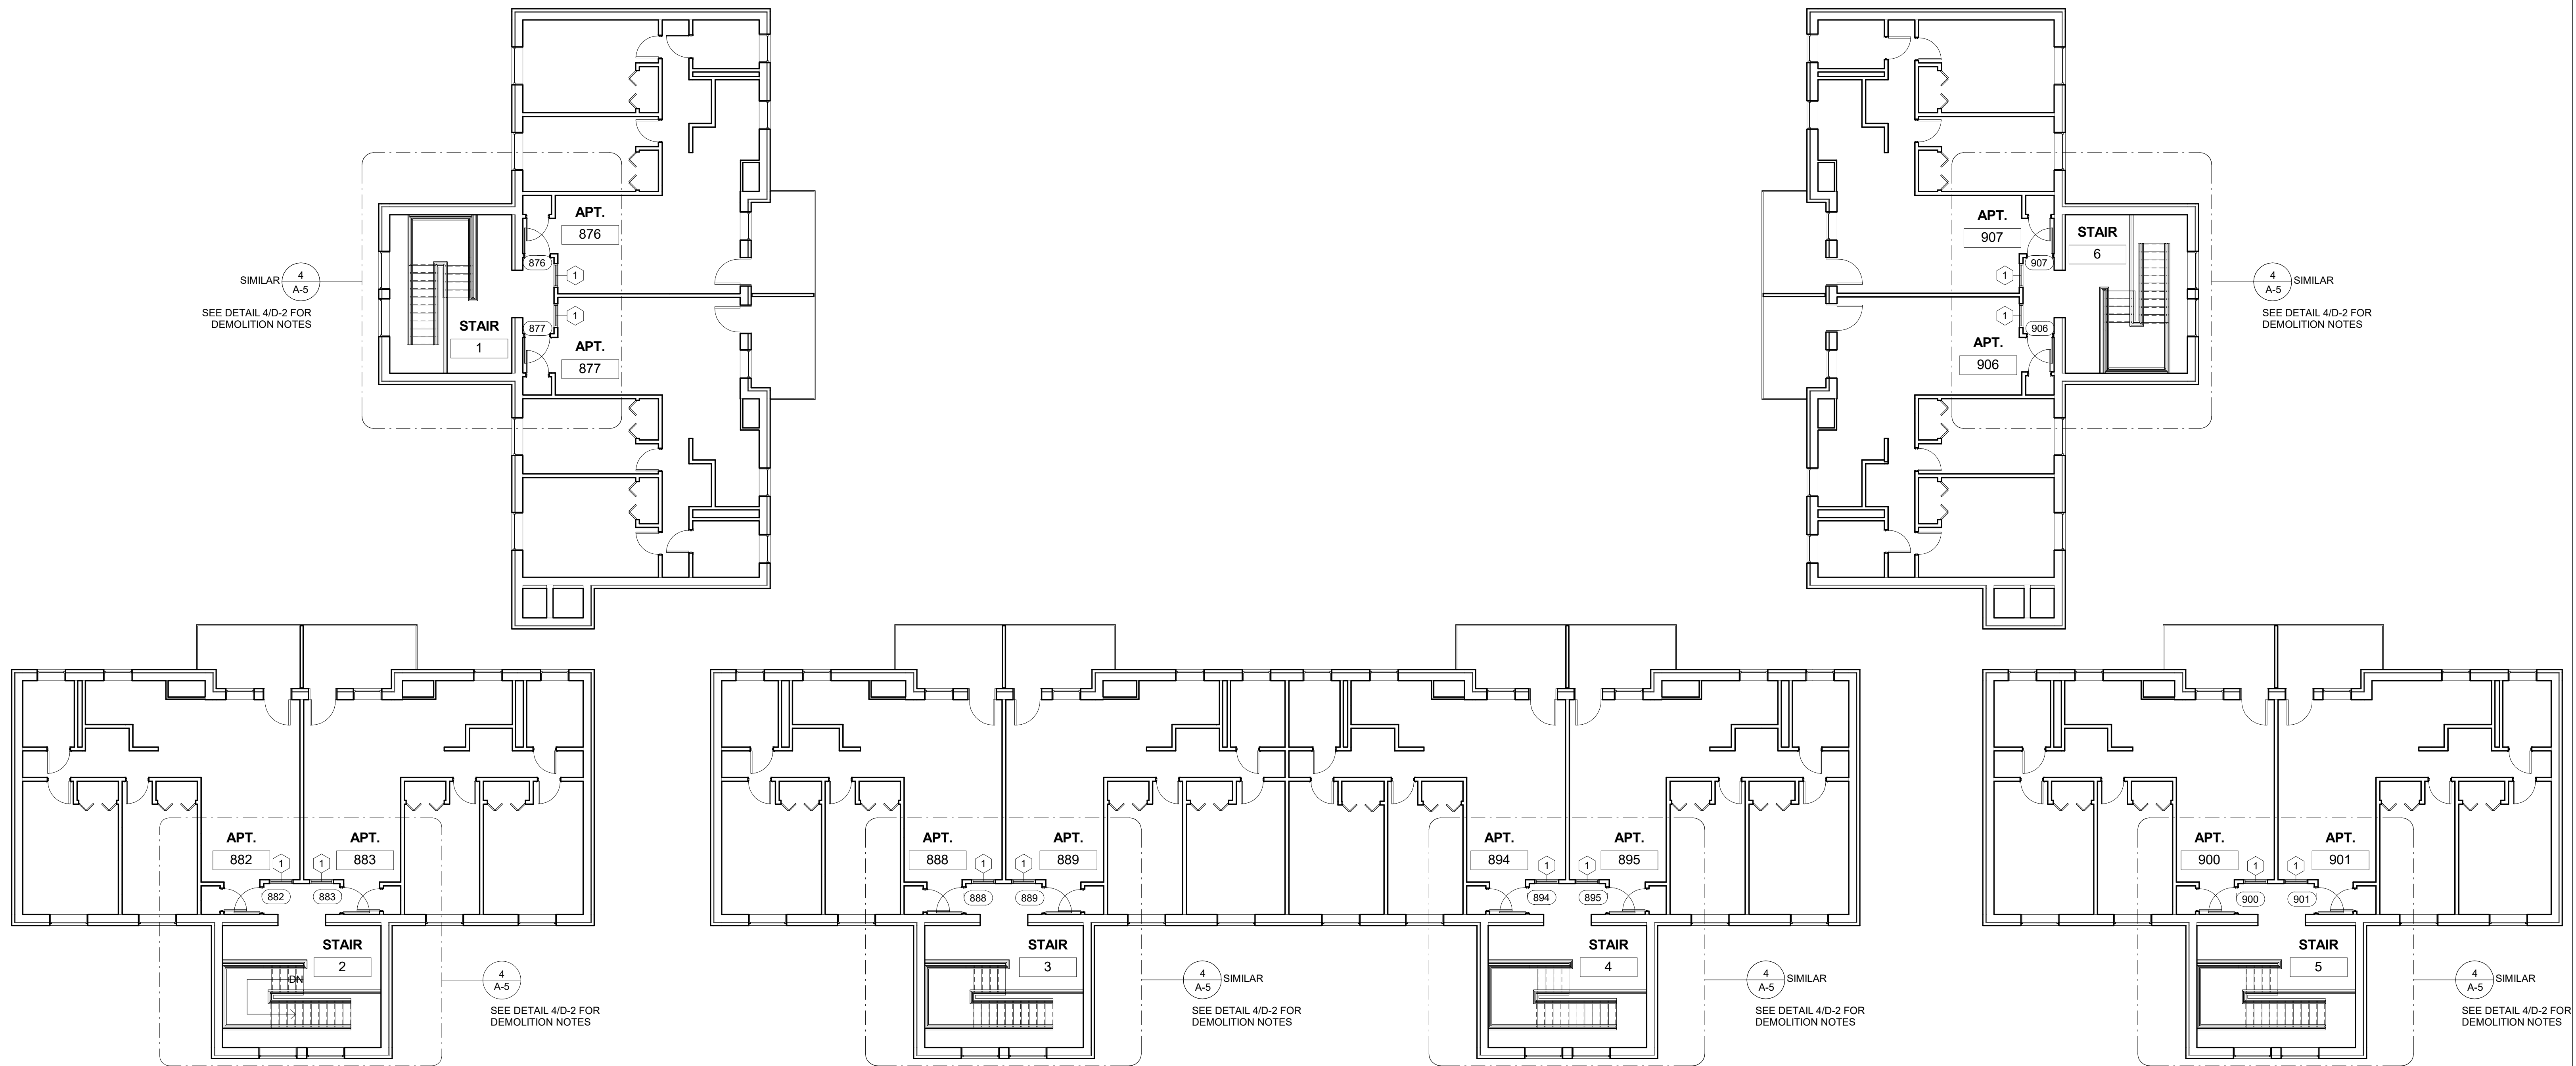 APT.
876
876
1
4
A-5
SIMILAR
SEE DETAIL 4/D-2 FOR
DEMOLITION NOTES
STAIR
1
877
1
APT.
877
APT.
907
907
1
STAIR
6
4
A-5
SIMILAR
SEE DETAIL 4/D-2 FOR
DEMOLITION NOTES
1
906
APT.
906
APT.
882
1
882
APT.
883
1
883
STAIR
2
DN
4
A-5
SEE DETAIL 4/D-2 FOR
DEMOLITION NOTES
APT.
888
1
888
APT.
889
1
889
STAIR
3
4
A-5
SIMILAR
SEE DETAIL 4/D-2 FOR
DEMOLITION NOTES
APT.
894
1
894
APT.
895
1
895
STAIR
4
4
A-5
SIMILAR
SEE DETAIL 4/D-2 FOR
DEMOLITION NOTES
APT.
900
1
900
APT.
901
1
901
STAIR
5
4
A-5
SIMILAR
SEE DETAIL 4/D-2 FOR
DEMOLITION NOTES